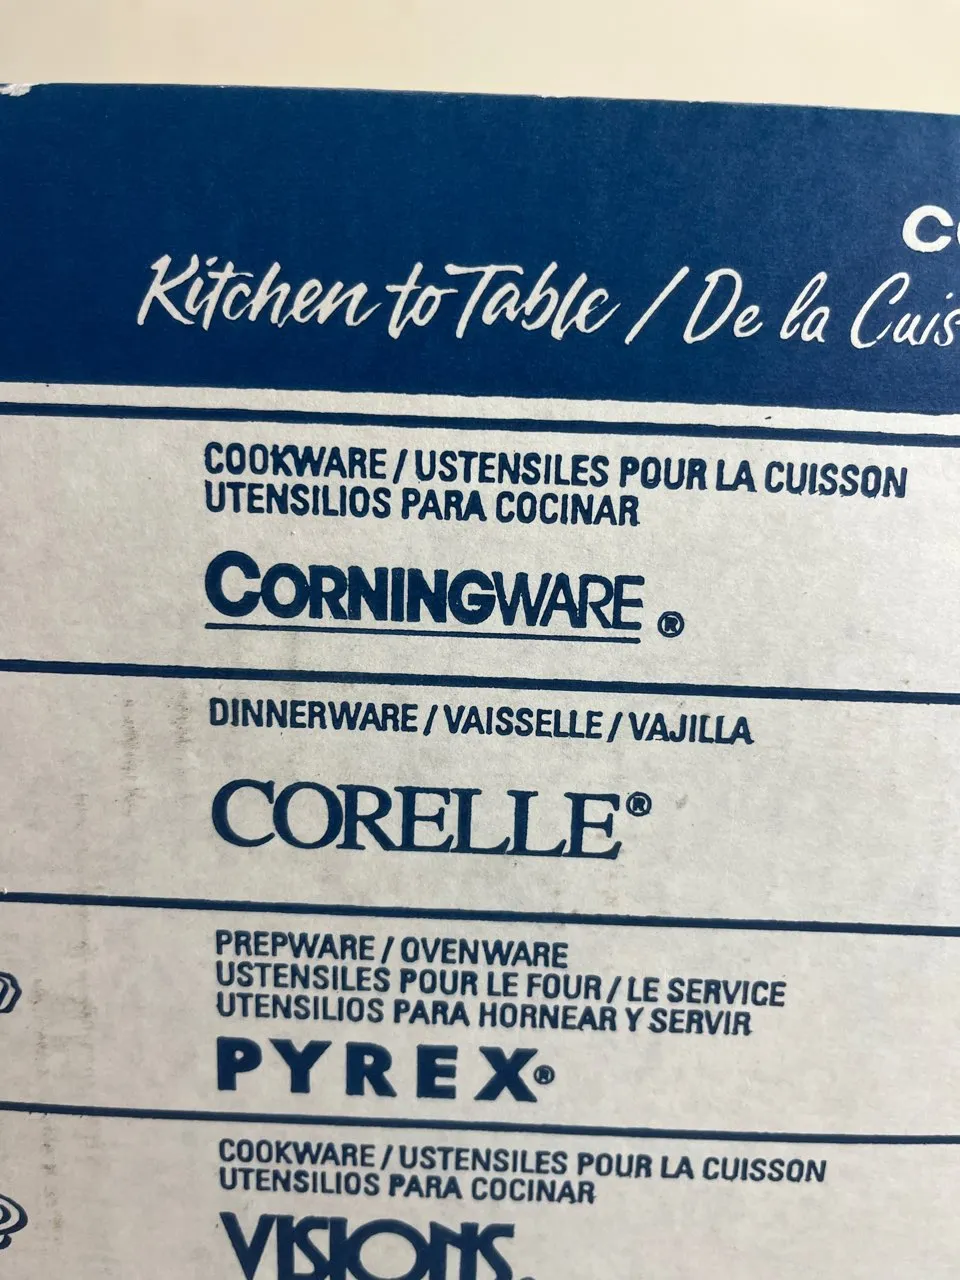 Kitchen to Table / De la
COOKWARE / USTENSILES POUR LA CUISSON
UTENSILIOS PARA COCINAR
CORNINGWARE®
DINNERWARE / VAISSELLE / VAJILLA
CORELLE®
PREPWARE / OVENWARE
USTENSILES POUR LE FOUR / LE SERVICE
UTENSILIOS PARA HORNEAR Y SERVIR
PYREX®
COOKWARE / USTENSILES POUR LA CUISSON
UTENSILIOS PARA COCINAR
VISIONS